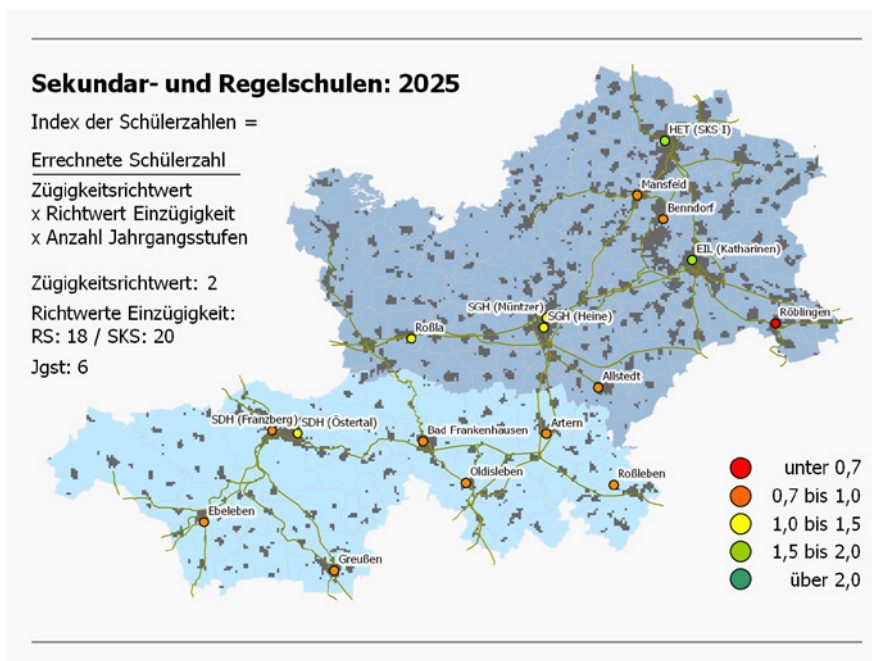 Sekundar- und Regelschulen: 2025
Index der Schülerzahlen =
Errechnete Schülerzahl
Zügigkeitsrichtwert
x Richtwert Einzügigkeit
x Anzahl Jahrgangsstufen
Zügigkeitsrichtwert: 2
Richtwerte Einzügigkeit:
RS: 18 / SKS: 20
Jgst: 6
HET (SKS I)
Mansfeld
Benndorf
EIL (Katharinen)
SGH (Müntzer)
SGH (Heine)
Röblingen
Roßla
Allstedt
SDH (Franzberg)
SDH (Östertal)
Bad Frankenhausen
Artern
Oldisleben
Roßleben
Ebeleben
Greußen
unter 0,7
0,7 bis 1,0
1,0 bis 1,5
1,5 bis 2,0
über 2,0